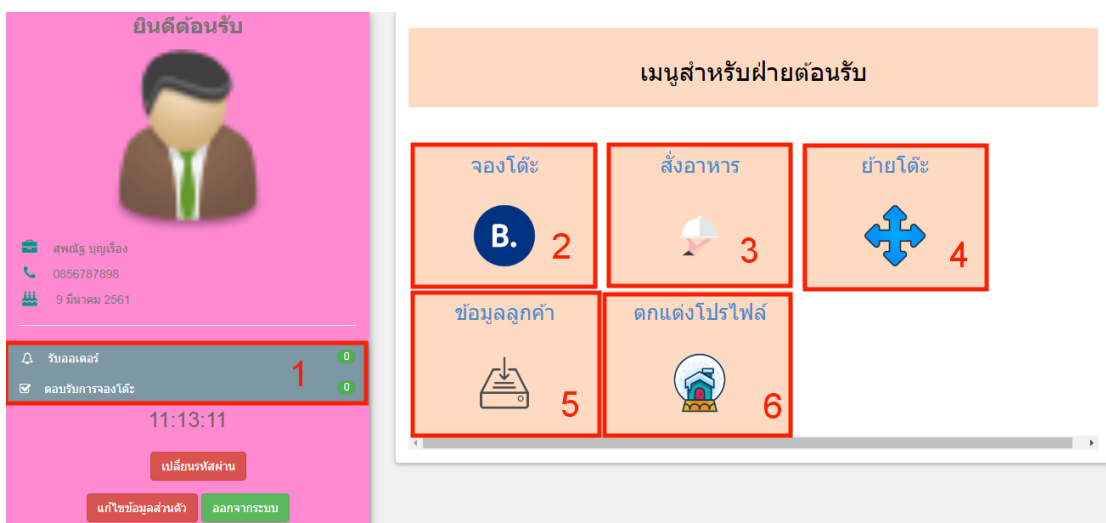 ยินดีต้อนรับ
สุพณัฐ บุญเรือง
0856787898
9 มีนาคม 2561
รับออเดอร์ 0
ตอบรับการจองโต๊ะ 0
1
11:13:11
เปลี่ยนรหัสผ่าน
แก้ไขข้อมูลส่วนตัว ออกจากระบบ
เมนูสำหรับฝ่ายต้อนรับ
จองโต๊ะ สั่งอาหาร ย้ายโต๊ะ
B. 2 3 4
ข้อมูลลูกค้า ตกแต่งโปรไฟล์
5 6